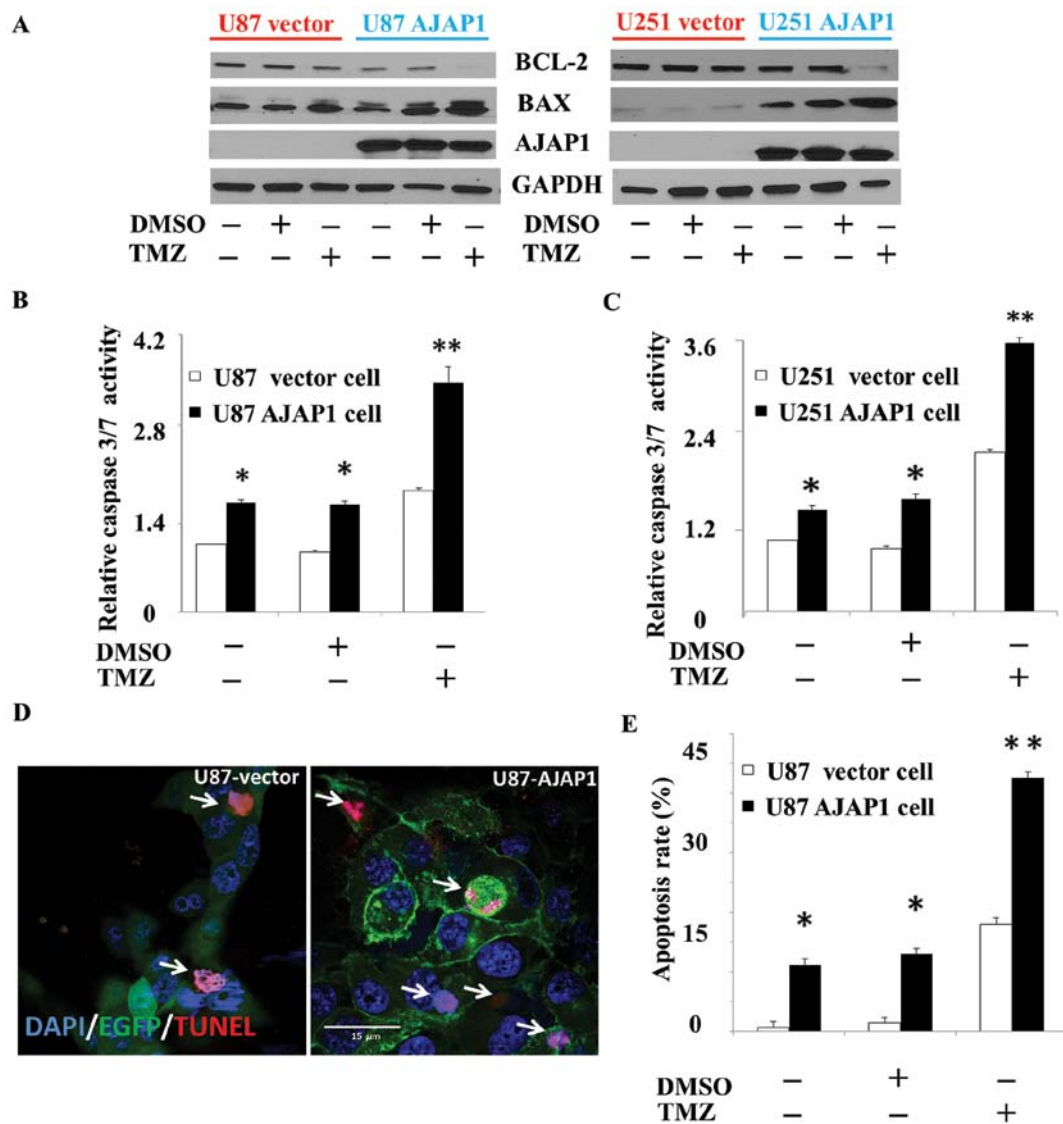 A
U87 vector U87 AJAP1 U251 vector U251 AJAP1
BCL-2
BAX
AJAP1
GAPDH
DMSO − + − − + − DMSO − + − − + −
TMZ − − + − − + TMZ − − + − − +
B
Relative caspase 3/7 activity
4.2
2.8
1.4
0
U87 vector cell
U87 AJAP1 cell
* * **
DMSO − + −
TMZ − − +
C
Relative caspase 3/7 activity
3.6
2.4
1.2
0
U251 vector cell
U251 AJAP1 cell
* * **
DMSO − + −
TMZ − − +
D
U87-vector
DAPI/EGFP/TUNEL
U87-AJAP1
15 µm
E
Apoptosis rate (%)
45
30
15
0
U87 vector cell
U87 AJAP1 cell
* * **
DMSO − + −
TMZ − − +